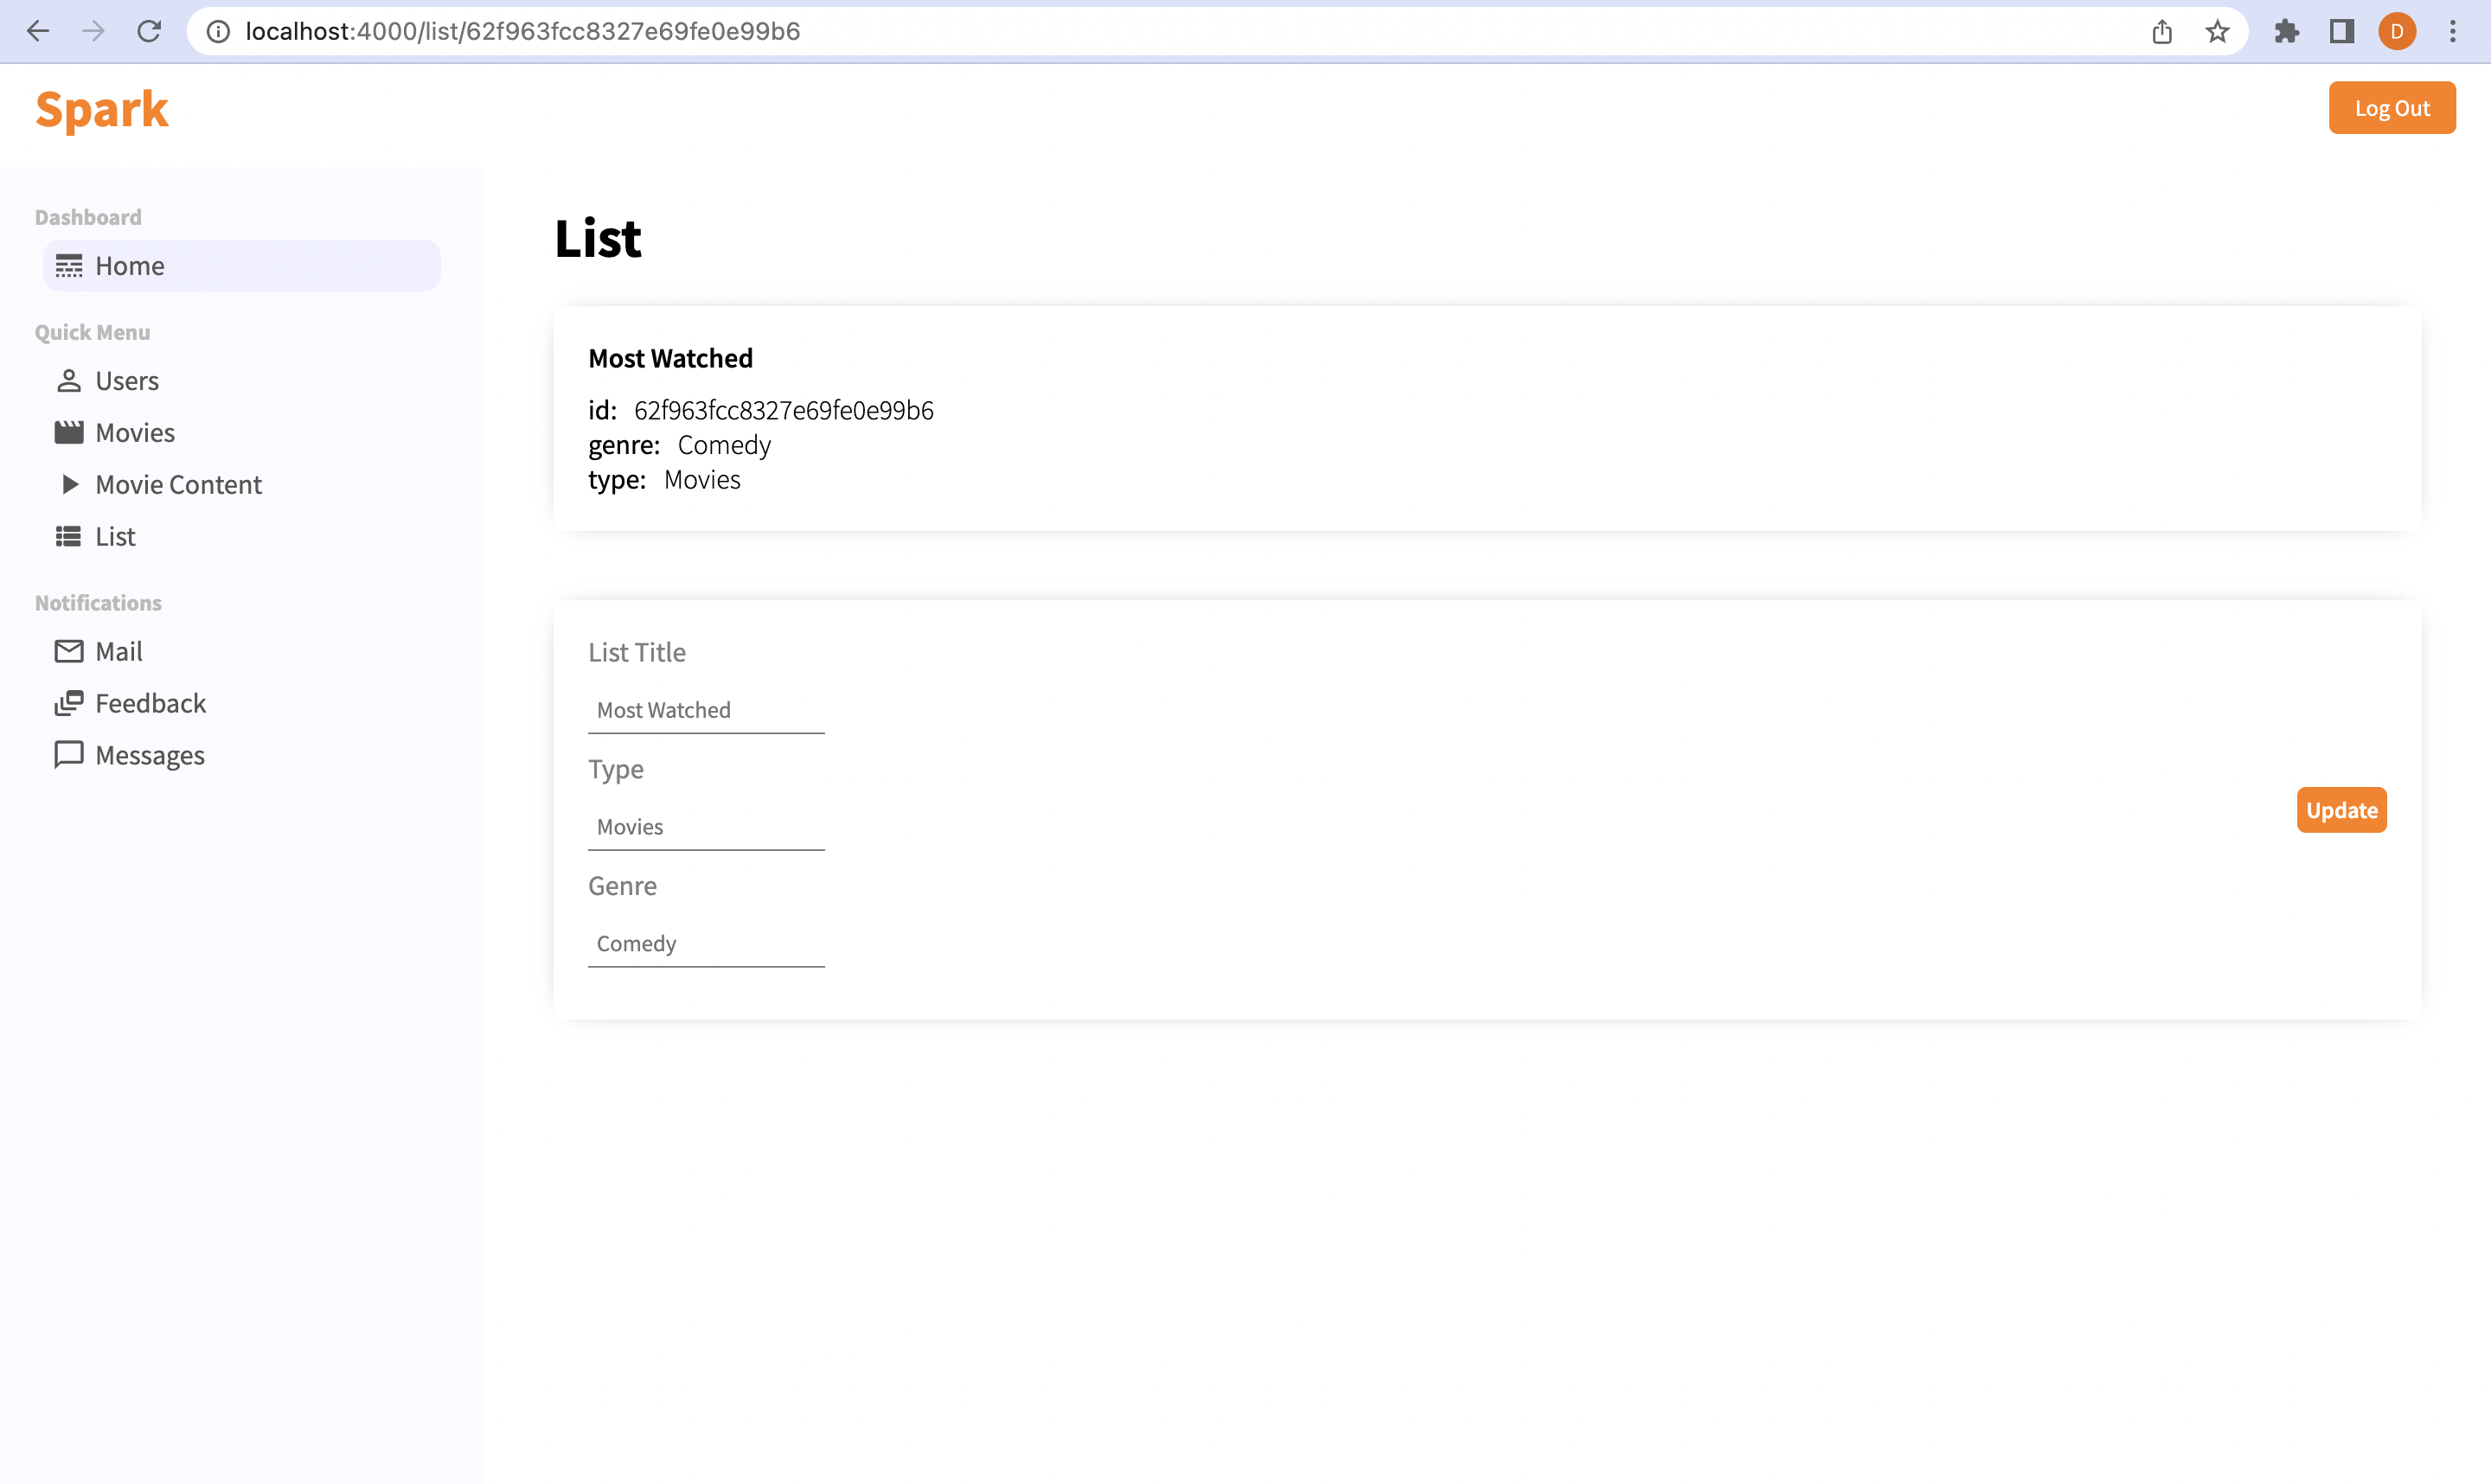 localhost:4000/list/62f963fcc8327e69fe0e99b6
D
Spark
Log Out
Dashboard
Home
Quick Menu
Users
Movies
Movie Content
List
Notifications
Mail
Feedback
Messages
List
Most Watched
id: 62f963fcc8327e69fe0e99b6
genre: Comedy
type: Movies
List Title
Most Watched
Type
Movies
Genre
Comedy
Update